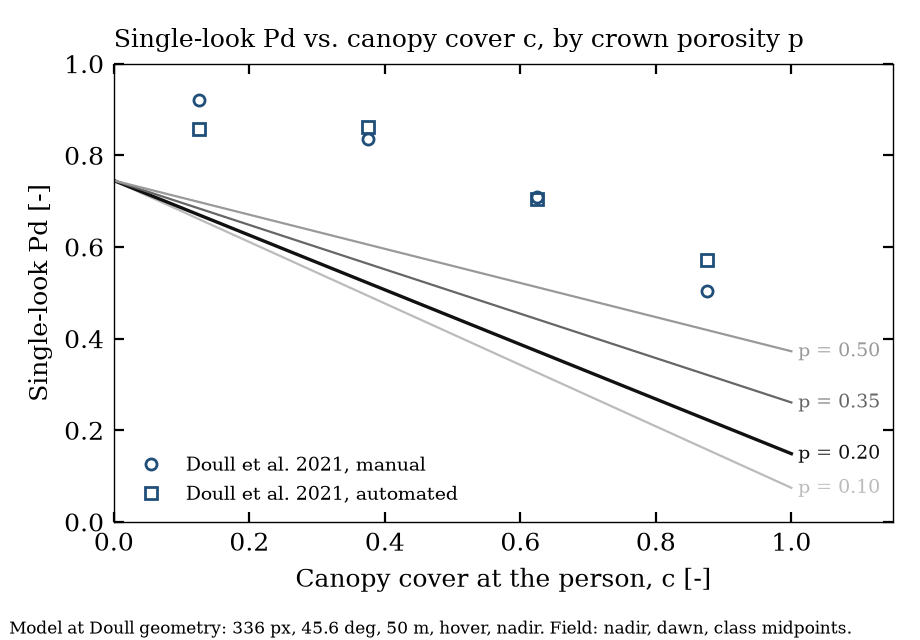 Single-look Pd vs. canopy cover c, by crown porosity p
1.0
0.8
0.6
0.4
0.2
0.0
Single-look Pd [-]
p = 0.50
p = 0.35
p = 0.20
p = 0.10
Doull et al. 2021, manual
Doull et al. 2021, automated
0.0 0.2 0.4 0.6 0.8 1.0
Canopy cover at the person, c [-]
Model at Doull geometry: 336 px, 45.6 deg, 50 m, hover, nadir. Field: nadir, dawn, class midpoints.